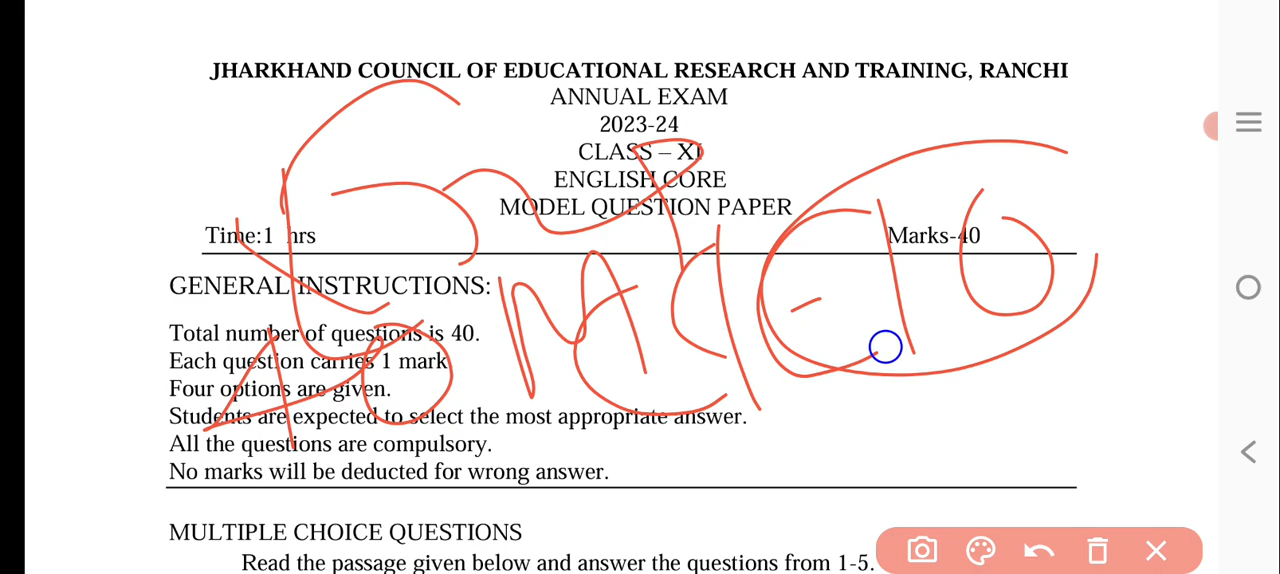 JHARKHAND COUNCIL OF EDUCATIONAL RESEARCH AND TRAINING, RANCHI
ANNUAL EXAM
2023-24
CLASS – XI
ENGLISH CORE
MODEL QUESTION PAPER
Time:1 hrs Marks-40
GENERAL INSTRUCTIONS:
Total number of questions is 40.
Each question carries 1 mark
Four options are given.
Students are expected to select the most appropriate answer.
All the questions are compulsory.
No marks will be deducted for wrong answer.
MULTIPLE CHOICE QUESTIONS
Read the passage given below and answer the questions from 1-5.